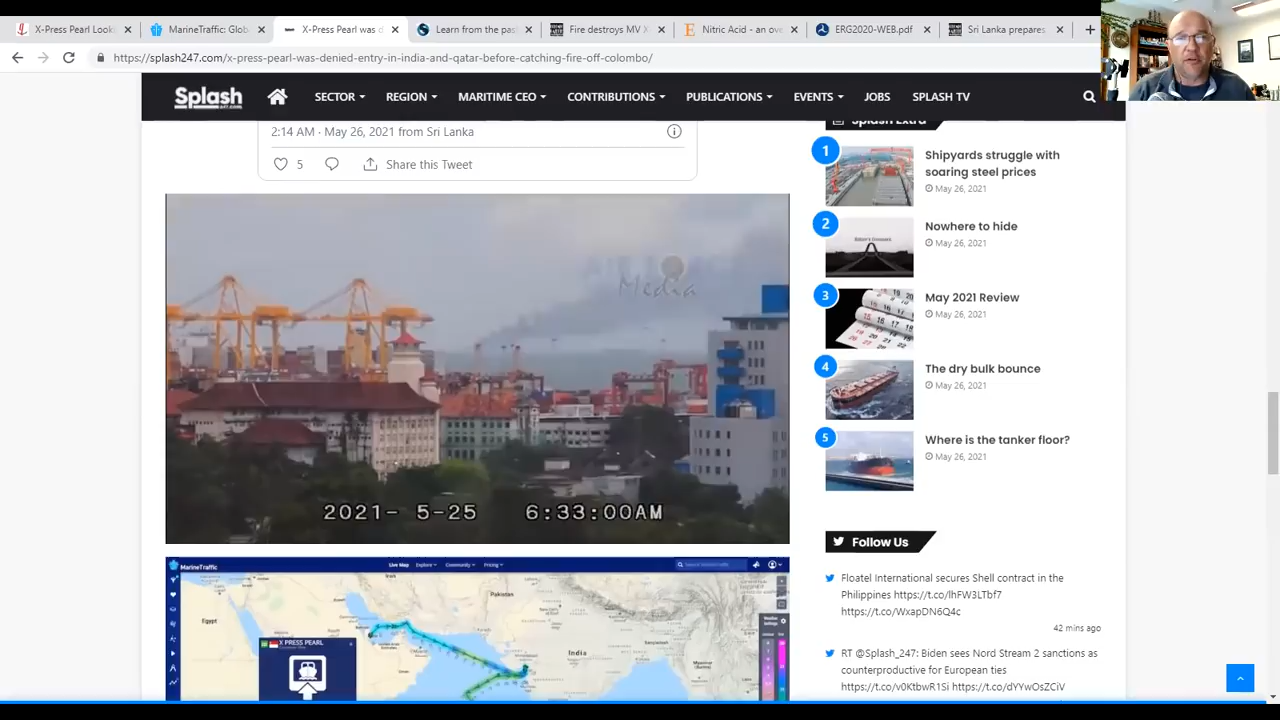 X-Press Pearl Look
MarineTraffic: Glob
X-Press Pearl was d
Learn from the pas
Fire destroys MV X
Nitric Acid - an ove
ERG2020-WEB.pdf
Sri Lanka prepares
https://splash247.com/x-press-pearl-was-denied-entry-in-india-and-qatar-before-catching-fire-off-colombo/
Splash
SECTOR
REGION
MARITIME CEO
CONTRIBUTIONS
PUBLICATIONS
EVENTS
JOBS
SPLASH TV
2:14 AM · May 26, 2021 from Sri Lanka
5
Share this Tweet
Media
2021- 5-25 6:33:00AM
MarineTraffic
Live Map
Explore
Community
Pricing
Egypt
Pakistan
India
Oman
X PRESS PEARL
Splash Extra
1
Shipyards struggle with
soaring steel prices
May 26, 2021
2
Nowhere to hide
May 26, 2021
3
May 2021 Review
May 26, 2021
4
The dry bulk bounce
May 26, 2021
5
Where is the tanker floor?
May 26, 2021
Follow Us
Floatel International secures Shell contract in the
Philippines https://t.co/lhFW3LTbf7
https://t.co/WxapDN6Q4c
42 mins ago
RT @Splash_247: Biden sees Nord Stream 2 sanctions as
counterproductive for European ties
https://t.co/v0KtbwR1Si https://t.co/dYYwOsZCiV